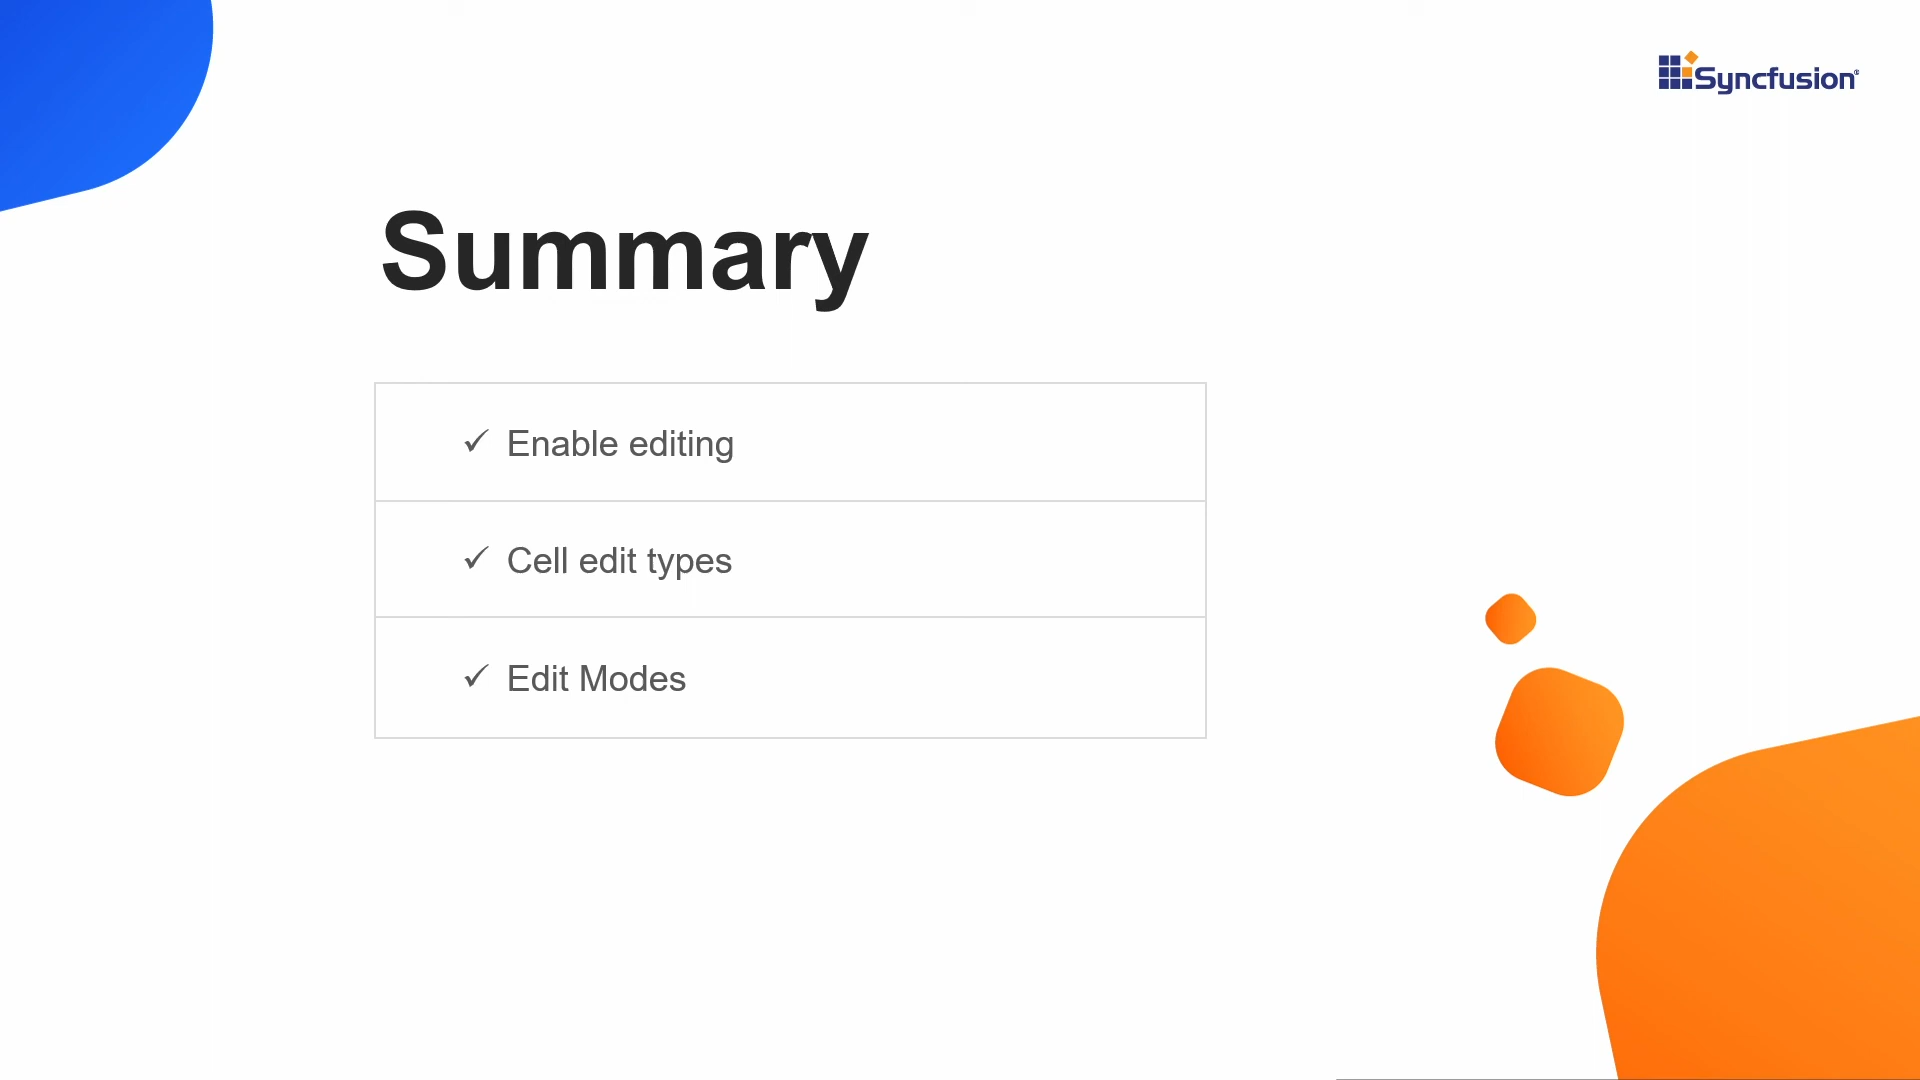 Syncfusion®
Summary
✓ Enable editing
✓ Cell edit types
✓ Edit Modes